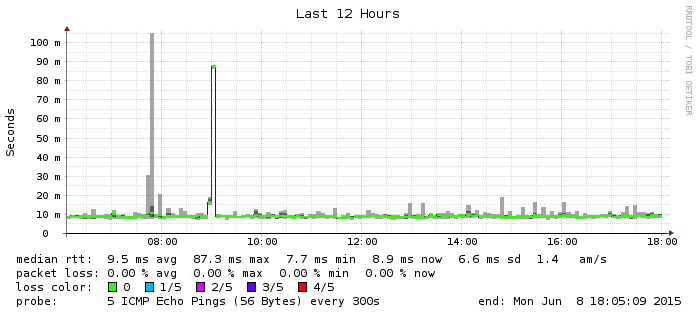 Last 12 Hours
RRDTOOL / TOBI OETIKER
Seconds
100 m
90 m
80 m
70 m
60 m
50 m
40 m
30 m
20 m
10 m
0
08:00 10:00 12:00 14:00 16:00 18:00
median rtt: 9.5 ms avg 87.3 ms max 7.7 ms min 8.9 ms now 6.6 ms sd 1.4 am/s
packet loss: 0.00 % avg 0.00 % max 0.00 % min 0.00 % now
loss color: 0 1/5 2/5 3/5 4/5
probe: 5 ICMP Echo Pings (56 Bytes) every 300s end: Mon Jun 8 18:05:09 2015